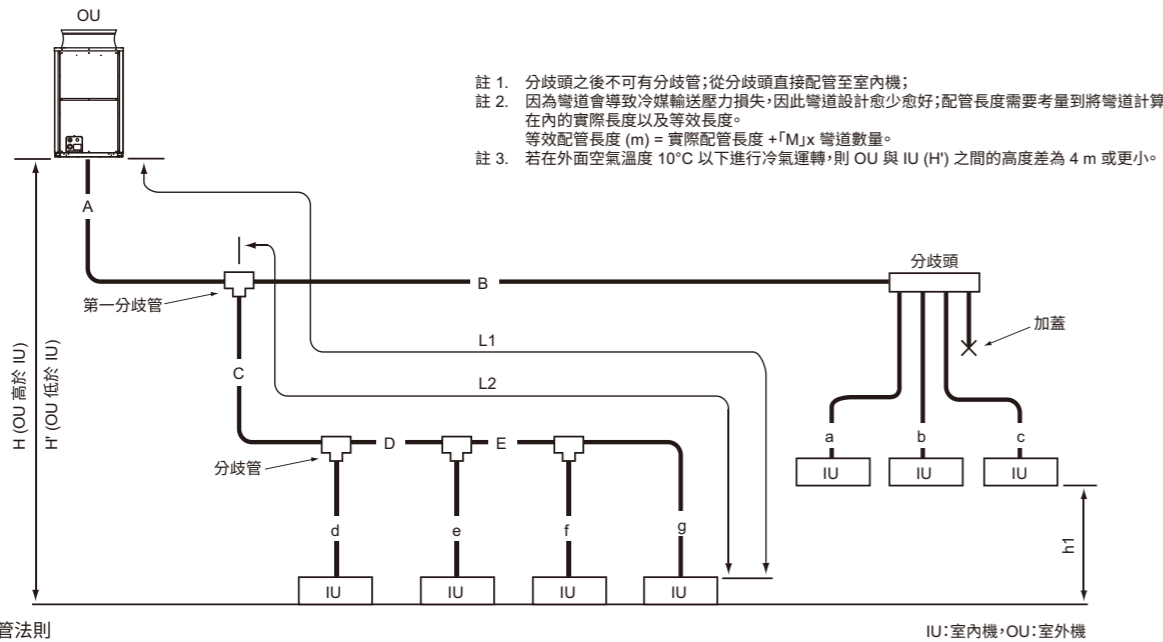 OU
註 1. 分歧頭之後不可有分歧管;從分歧頭直接配管至室內機;
註 2. 因為彎道會導致冷媒輸送壓力損失,因此彎道設計愈少愈好;配管長度需要考量到將彎道計算
在內的實際長度以及等效長度。
等效配管長度 (m) = 實際配管長度 +「M」x 彎道數量。
註 3. 若在外面空氣溫度 10°C 以下進行冷氣運轉,則 OU 與 IU (H') 之間的高度差為 4 m 或更小。
A
第一分歧管
B
分歧頭
加蓋
H (OU 高於 IU)
H' (OU 低於 IU)
L1
L2
C
分歧管
D
E
a
b
c
IU
IU
IU
d
e
f
g
h1
IU
IU
IU
IU
管法則
IU:室內機,OU:室外機